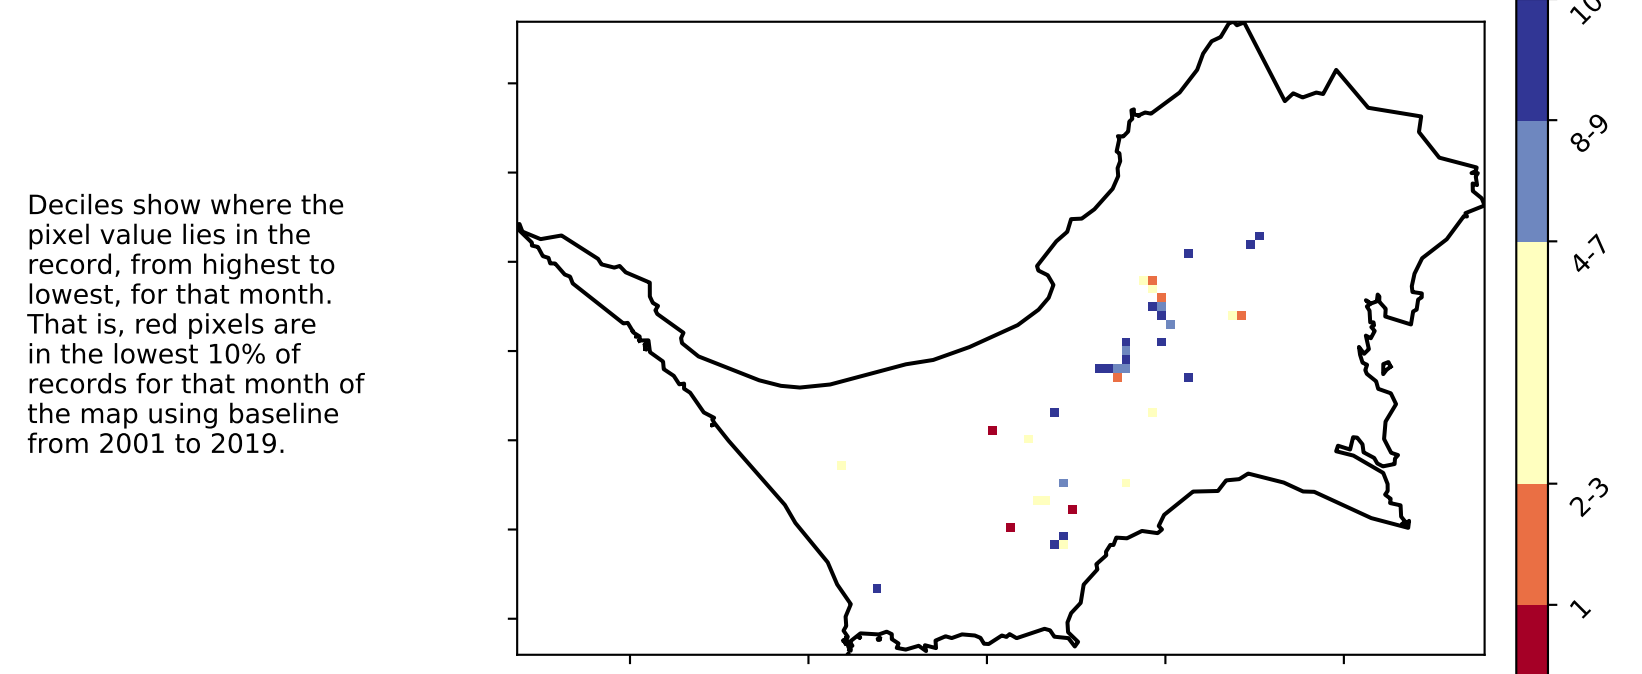 Deciles show where the
pixel value lies in the
record, from highest to
lowest, for that month.
That is, red pixels are
in the lowest 10% of
records for that month of
the map using baseline
from 2001 to 2019.
10
8-9
4-7
2-3
1